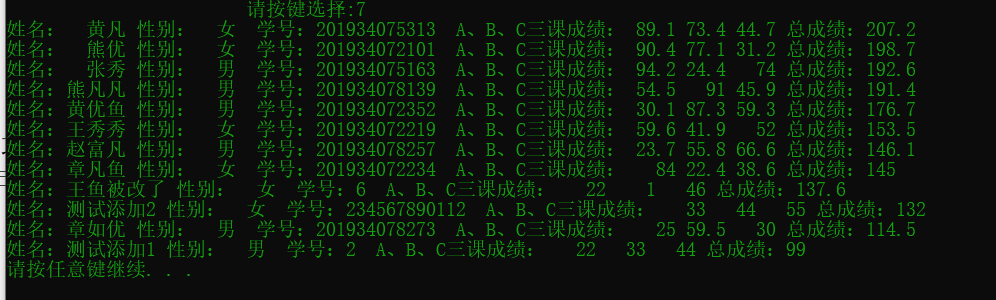 请按键选择:7
姓名:   黄凡 性别:   女  学号:201934075313  A、B、C三课成绩: 89.1 73.4 44.7 总成绩:207.2
姓名:   熊优 性别:   女  学号:201934072101  A、B、C三课成绩: 90.4 77.1 31.2 总成绩:198.7
姓名:   张秀 性别:   男  学号:201934075163  A、B、C三课成绩: 94.2 24.4   74 总成绩:192.6
姓名: 熊凡凡 性别:   男  学号:201934078139  A、B、C三课成绩: 54.5   91 45.9 总成绩:191.4
姓名: 黄优鱼 性别:   男  学号:201934072352  A、B、C三课成绩: 30.1 87.3 59.3 总成绩:176.7
姓名: 王秀秀 性别:   女  学号:201934072219  A、B、C三课成绩: 59.6 41.9   52 总成绩:153.5
姓名: 赵富凡 性别:   男  学号:201934078257  A、B、C三课成绩: 23.7 55.8 66.6 总成绩:146.1
姓名: 章凡鱼 性别:   女  学号:201934072234  A、B、C三课成绩:   84 22.4 38.6 总成绩:145
姓名: 王鱼被改了 性别:   女  学号:6  A、B、C三课成绩:   22    1   46 总成绩:137.6
姓名: 测试添加2 性别:   女  学号:234567890112  A、B、C三课成绩:   33   44   55 总成绩:132
姓名: 章如优 性别:   男  学号:201934078273  A、B、C三课成绩:   25 59.5   30 总成绩:114.5
姓名: 测试添加1 性别:   男  学号:2  A、B、C三课成绩:   22   33   44 总成绩:99
请按任意键继续. . .